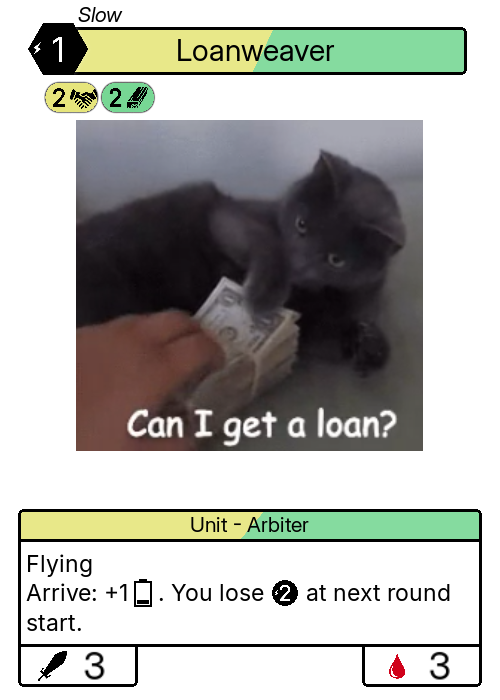 Slow
1 Loanweaver
2 2
Can I get a loan?
Unit - Arbiter
Flying
Arrive: +1 . You lose 2 at next round
start.
3 3